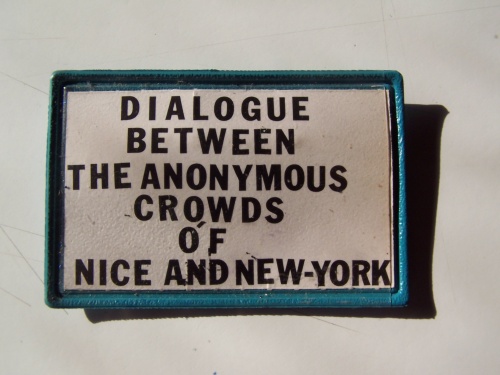 DIALOGUE
BETWEEN
THE ANONYMOUS
CROWDS
OF
NICE AND NEW-YORK